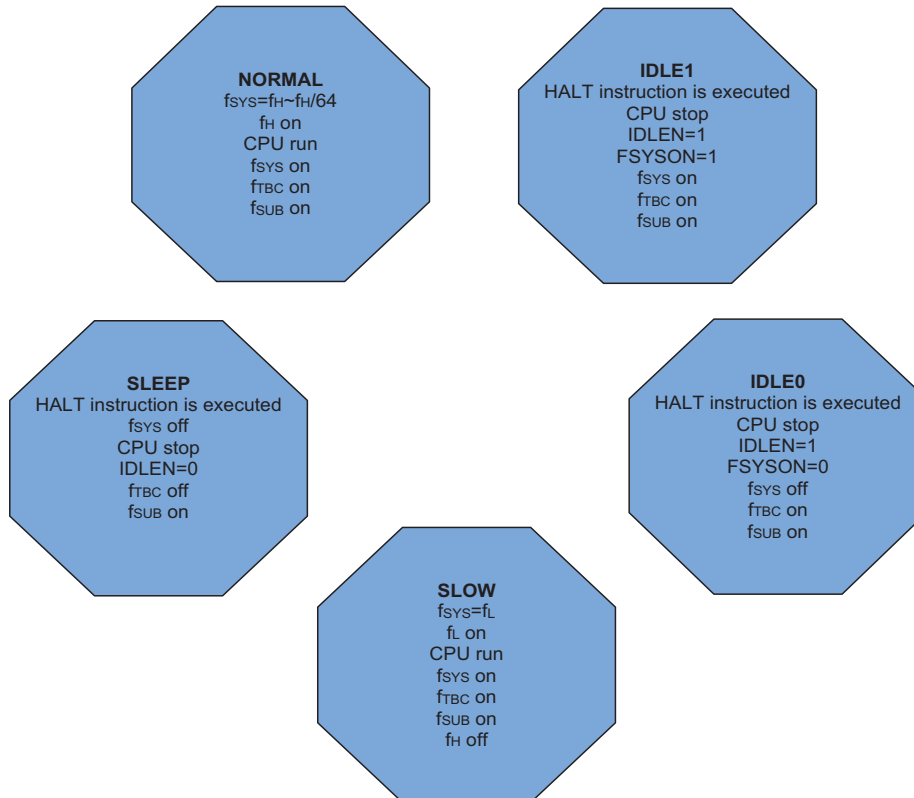 NORMAL
fSYS=fH~fH/64
fH on
CPU run
fSYS on
fTBC on
fSUB on
IDLE1
HALT instruction is executed
CPU stop
IDLEN=1
FSYSON=1
fSYS on
fTBC on
fSUB on
SLEEP
HALT instruction is executed
fSYS off
CPU stop
IDLEN=0
fTBC off
fSUB on
IDLE0
HALT instruction is executed
CPU stop
IDLEN=1
FSYSON=0
fSYS off
fTBC on
fSUB on
SLOW
fSYS=fL
fL on
CPU run
fSYS on
fTBC on
fSUB on
fH off